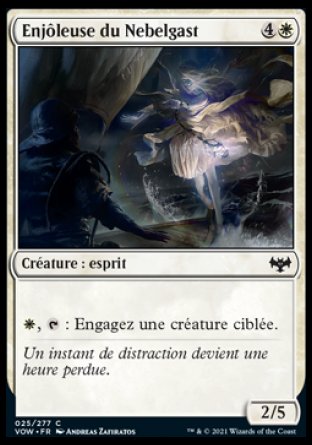 Enjôleuse du Nebelgast 4
Créature : esprit
, : Engagez une créature ciblée.
Un instant de distraction devient une
heure perdue.
2/5
025/277 C
VOW • FR Andreas Zafiratos
™ & © 2021 Wizards of the Coast